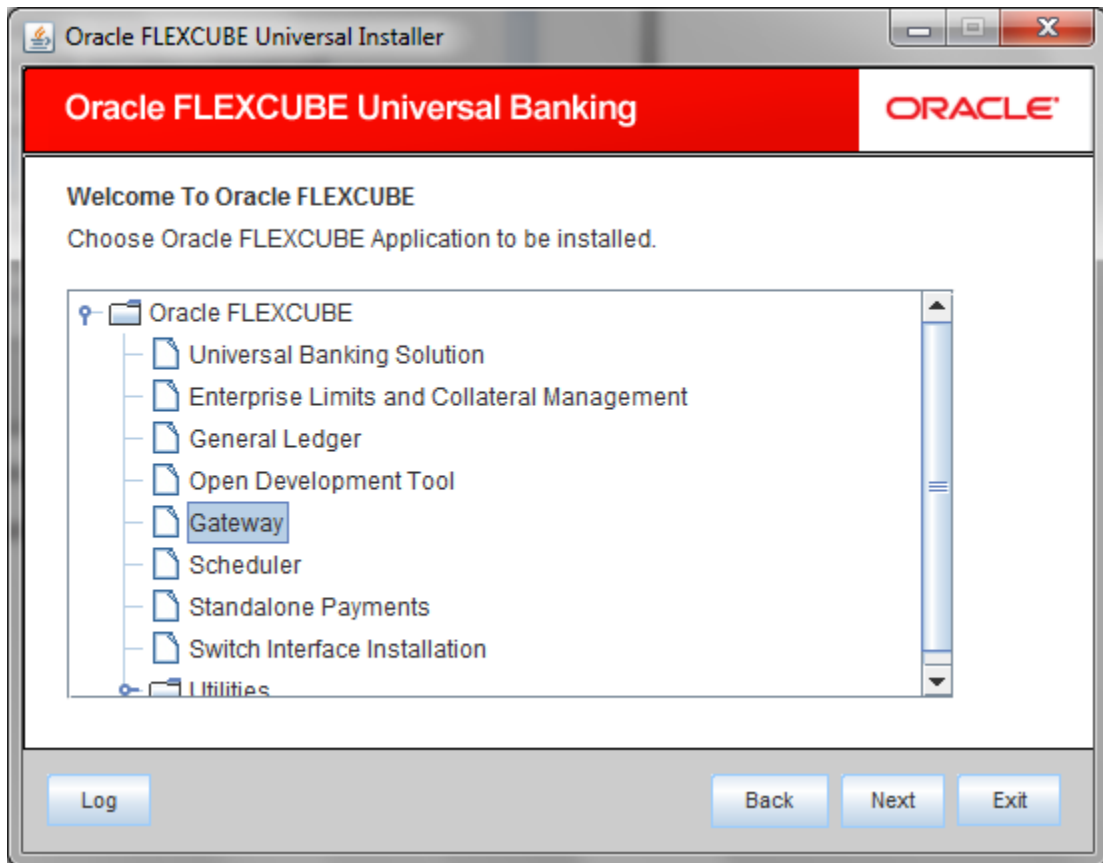 Oracle FLEXCUBE Universal Installer
Oracle FLEXCUBE Universal Banking
ORACLE
Welcome To Oracle FLEXCUBE
Choose Oracle FLEXCUBE Application to be installed.
Oracle FLEXCUBE
Universal Banking Solution
Enterprise Limits and Collateral Management
General Ledger
Open Development Tool
Gateway
Scheduler
Standalone Payments
Switch Interface Installation
Utilities
Log
Back
Next
Exit